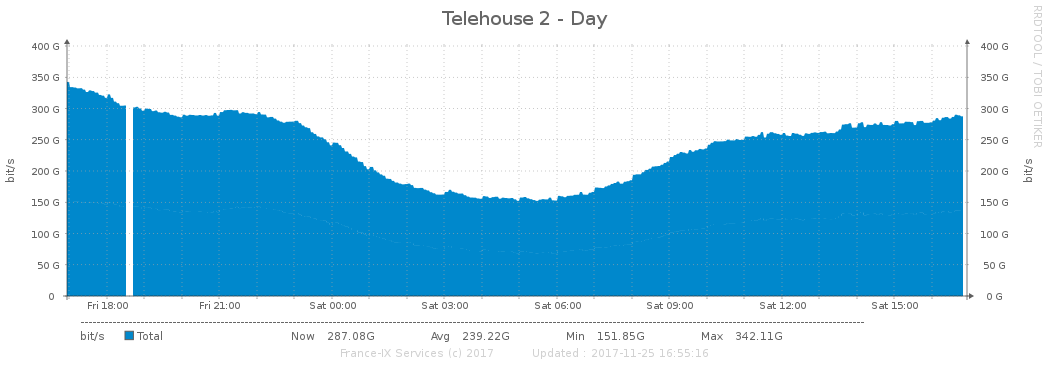 Telehouse 2 - Day
RRDTOOL / TOBI OETIKER
400 G 400 G
350 G 350 G
300 G 300 G
250 G 250 G
200 G 200 G
150 G 150 G
100 G 100 G
50 G 50 G
0 0 G
bit/s bit/s
Fri 18:00 Fri 21:00 Sat 00:00 Sat 03:00 Sat 06:00 Sat 09:00 Sat 12:00 Sat 15:00
bit/s Total Now 287.08G Avg 239.22G Min 151.85G Max 342.11G
France-IX Services (c) 2017 Updated : 2017-11-25 16:55:16